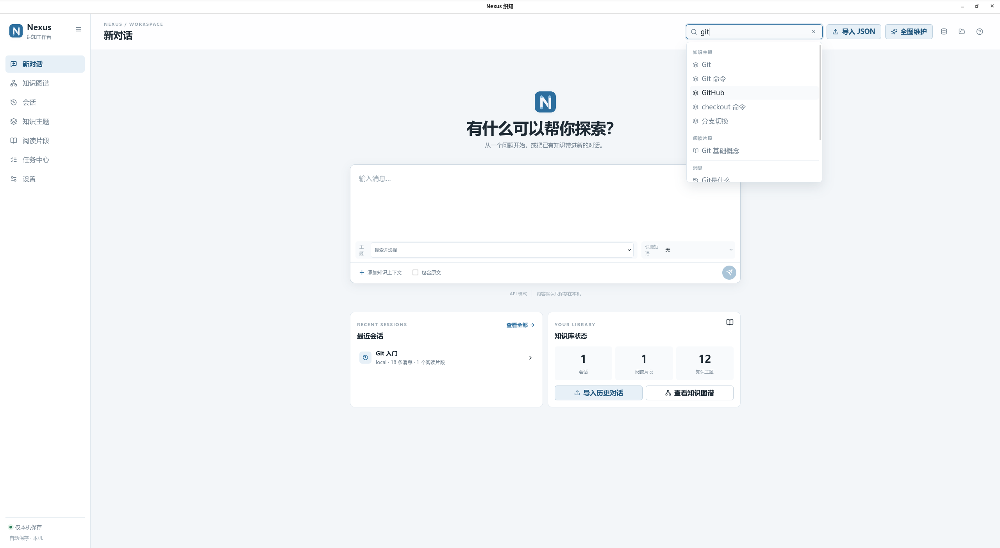 Nexus 织知
Nexus
织知工作台
新对话
知识图谱
会话
知识主题
阅读片段
任务中心
设置
仅本机保存
自动保存 · 本机
NEXUS / WORKSPACE
新对话
git
导入 JSON
全图维护
知识主题
Git
Git 命令
GitHub
checkout 命令
分支切换
阅读片段
Git 基础概念
消息
Git是什么
有什么可以帮你探索？
从一个问题开始，或把已有知识带进新的对话。
输入消息...
主
题
搜索并选择
快捷短
语
无
添加知识上下文
包含原文
API 模式
内容默认只保存在本机
RECENT SESSIONS
查看全部
最近会话
Git 入门
local · 18 条消息 · 1 个阅读片段
YOUR LIBRARY
知识库状态
1
会话
1
阅读片段
12
知识主题
导入历史对话
查看知识图谱